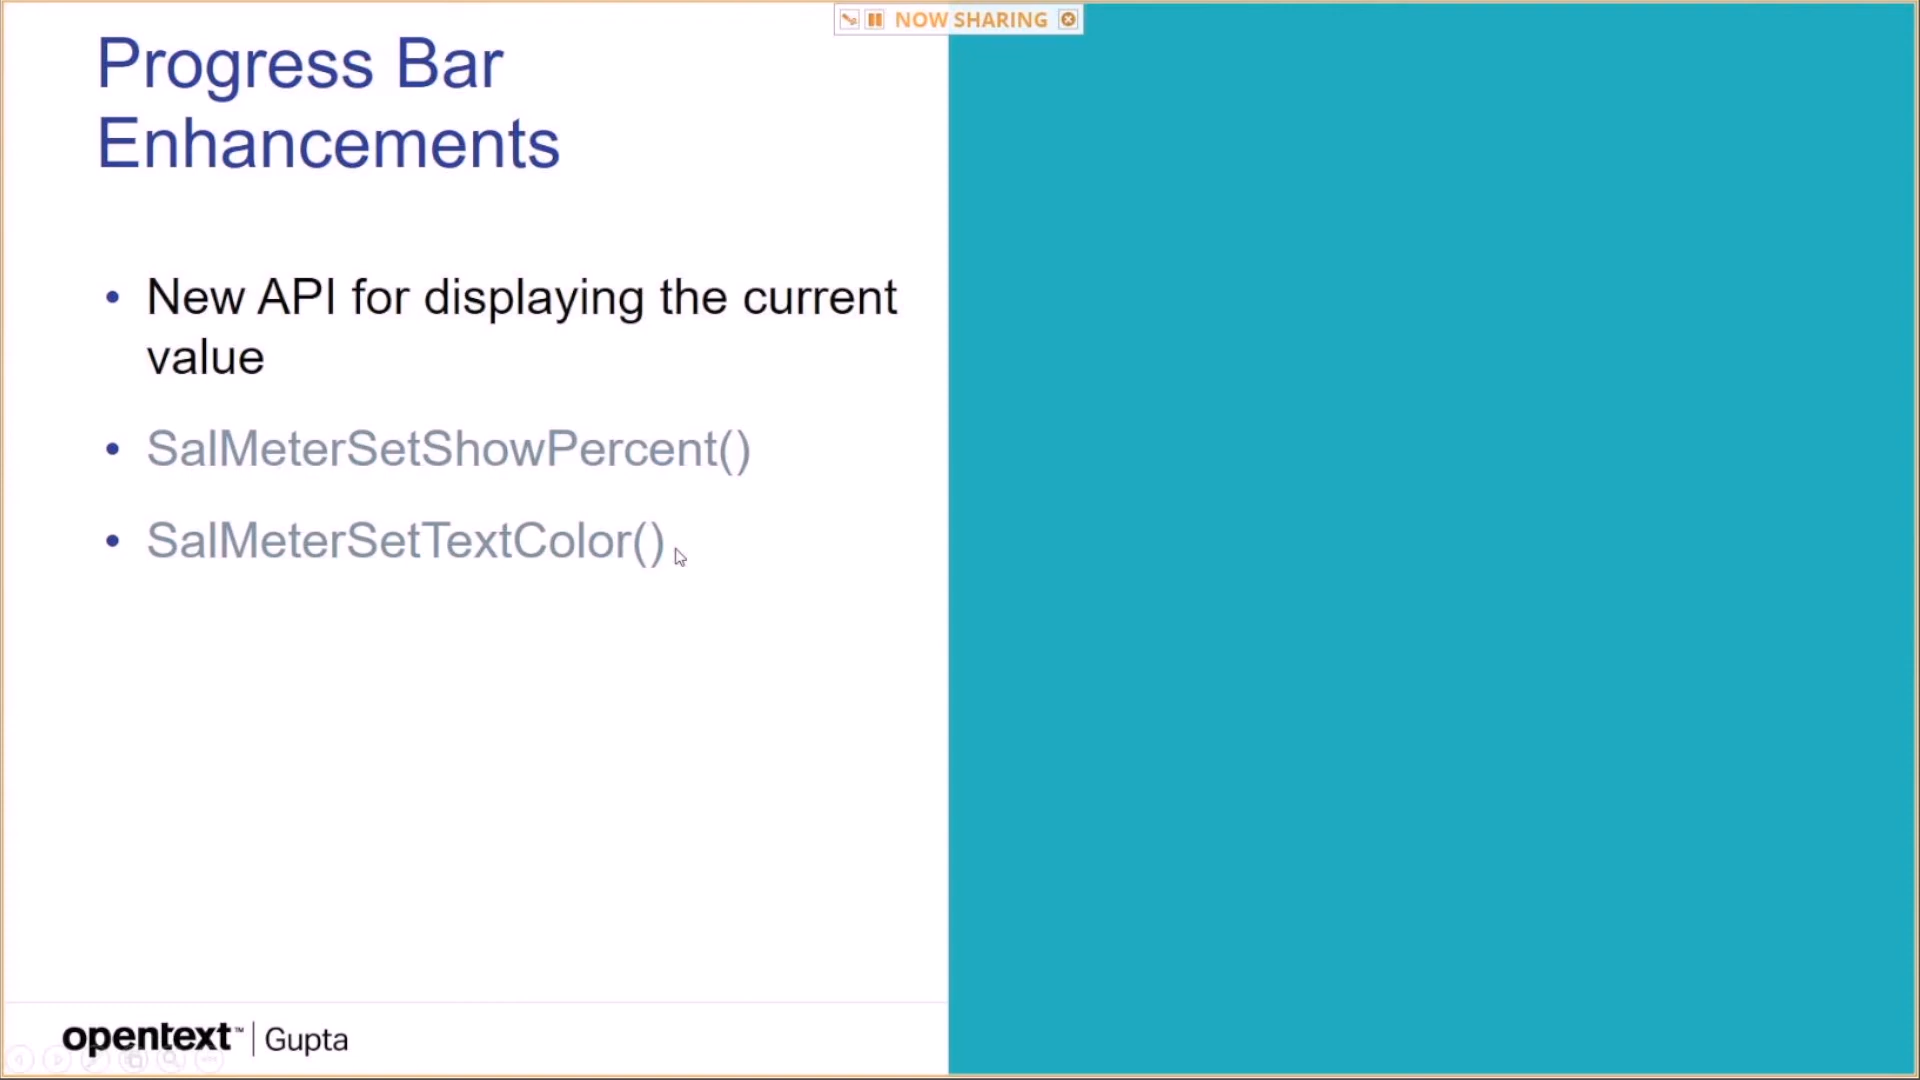 NOW SHARING
Progress Bar
Enhancements
• New API for displaying the current
value
• SalMeterSetShowPercent()
• SalMeterSetTextColor()
opentext™ | Gupta